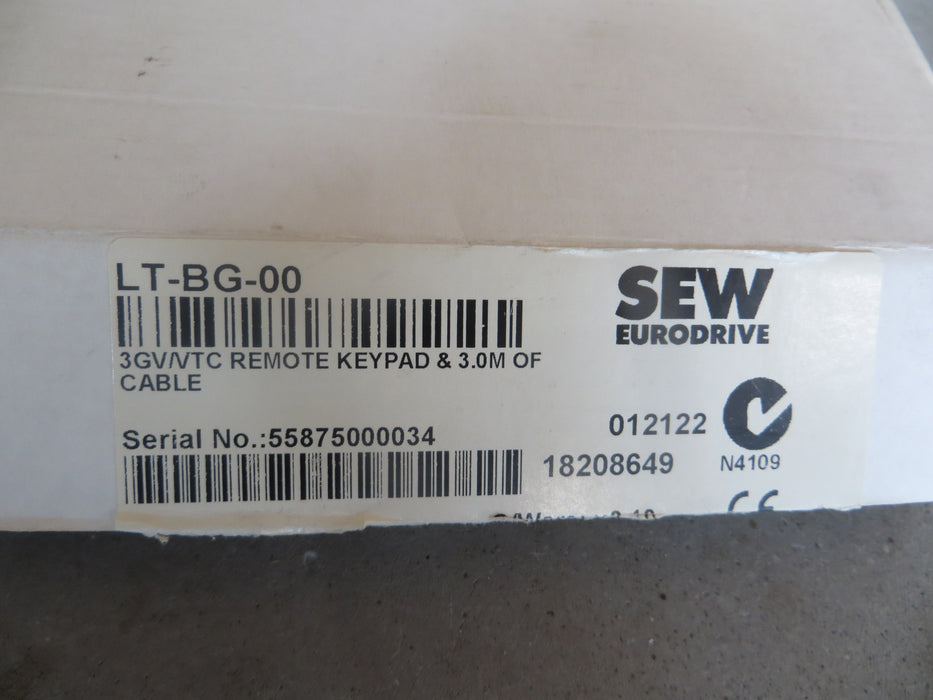 LT-BG-00
SEW
EURODRIVE
3GV/VTC REMOTE KEYPAD & 3.0M OF
CABLE
Serial No.:55875000034
012122
18208649
N4109
CE